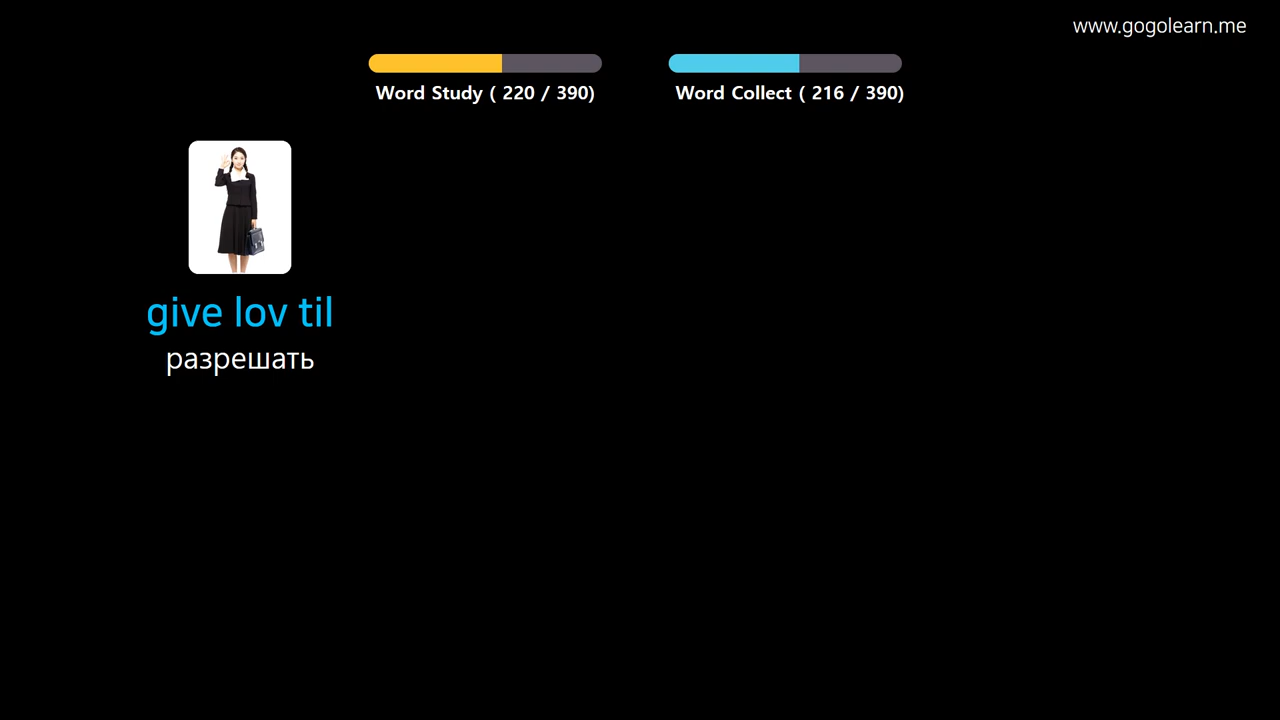 www.gogolearn.me
Word Study ( 220 / 390)
Word Collect ( 216 / 390)
give lov til
разрешать